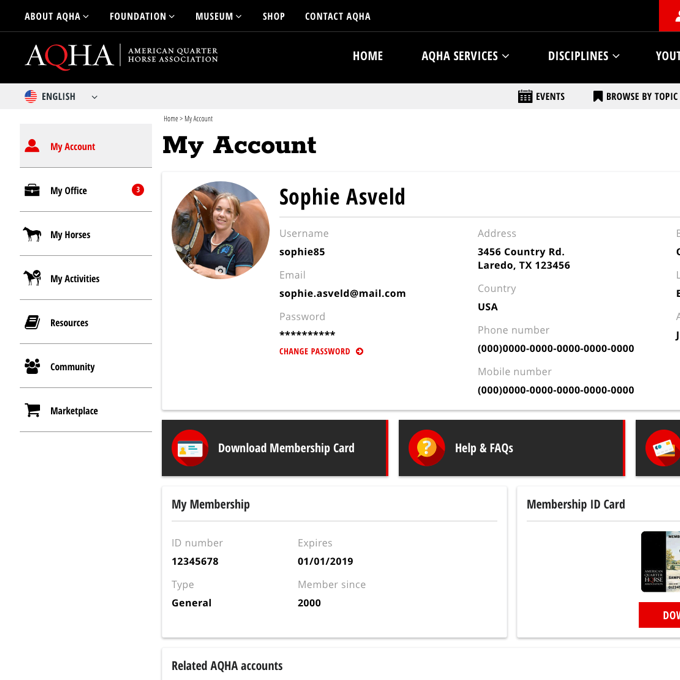 ABOUT AQHA
FOUNDATION
MUSEUM
SHOP
CONTACT AQHA
AQHA
AMERICAN QUARTER
HORSE ASSOCIATION
HOME
AQHA SERVICES
DISCIPLINES
YOUT
ENGLISH
EVENTS
BROWSE BY TOPIC
My Account
My Office
3
My Horses
My Activities
Resources
Community
Marketplace
Home > My Account
My Account
Sophie Asveld
Username
sophie85
Email
sophie.asveld@mail.com
Password
**********
CHANGE PASSWORD
Address
3456 Country Rd.
Laredo, TX 123456
Country
USA
Phone number
(000)0000-0000-0000-0000-0000
Mobile number
(000)0000-0000-0000-0000-0000
Download Membership Card
Help & FAQs
My Membership
ID number
12345678
Expires
01/01/2019
Type
General
Member since
2000
Membership ID Card
AMERICAN
QUARTER
HORSE
DOW
Related AQHA accounts